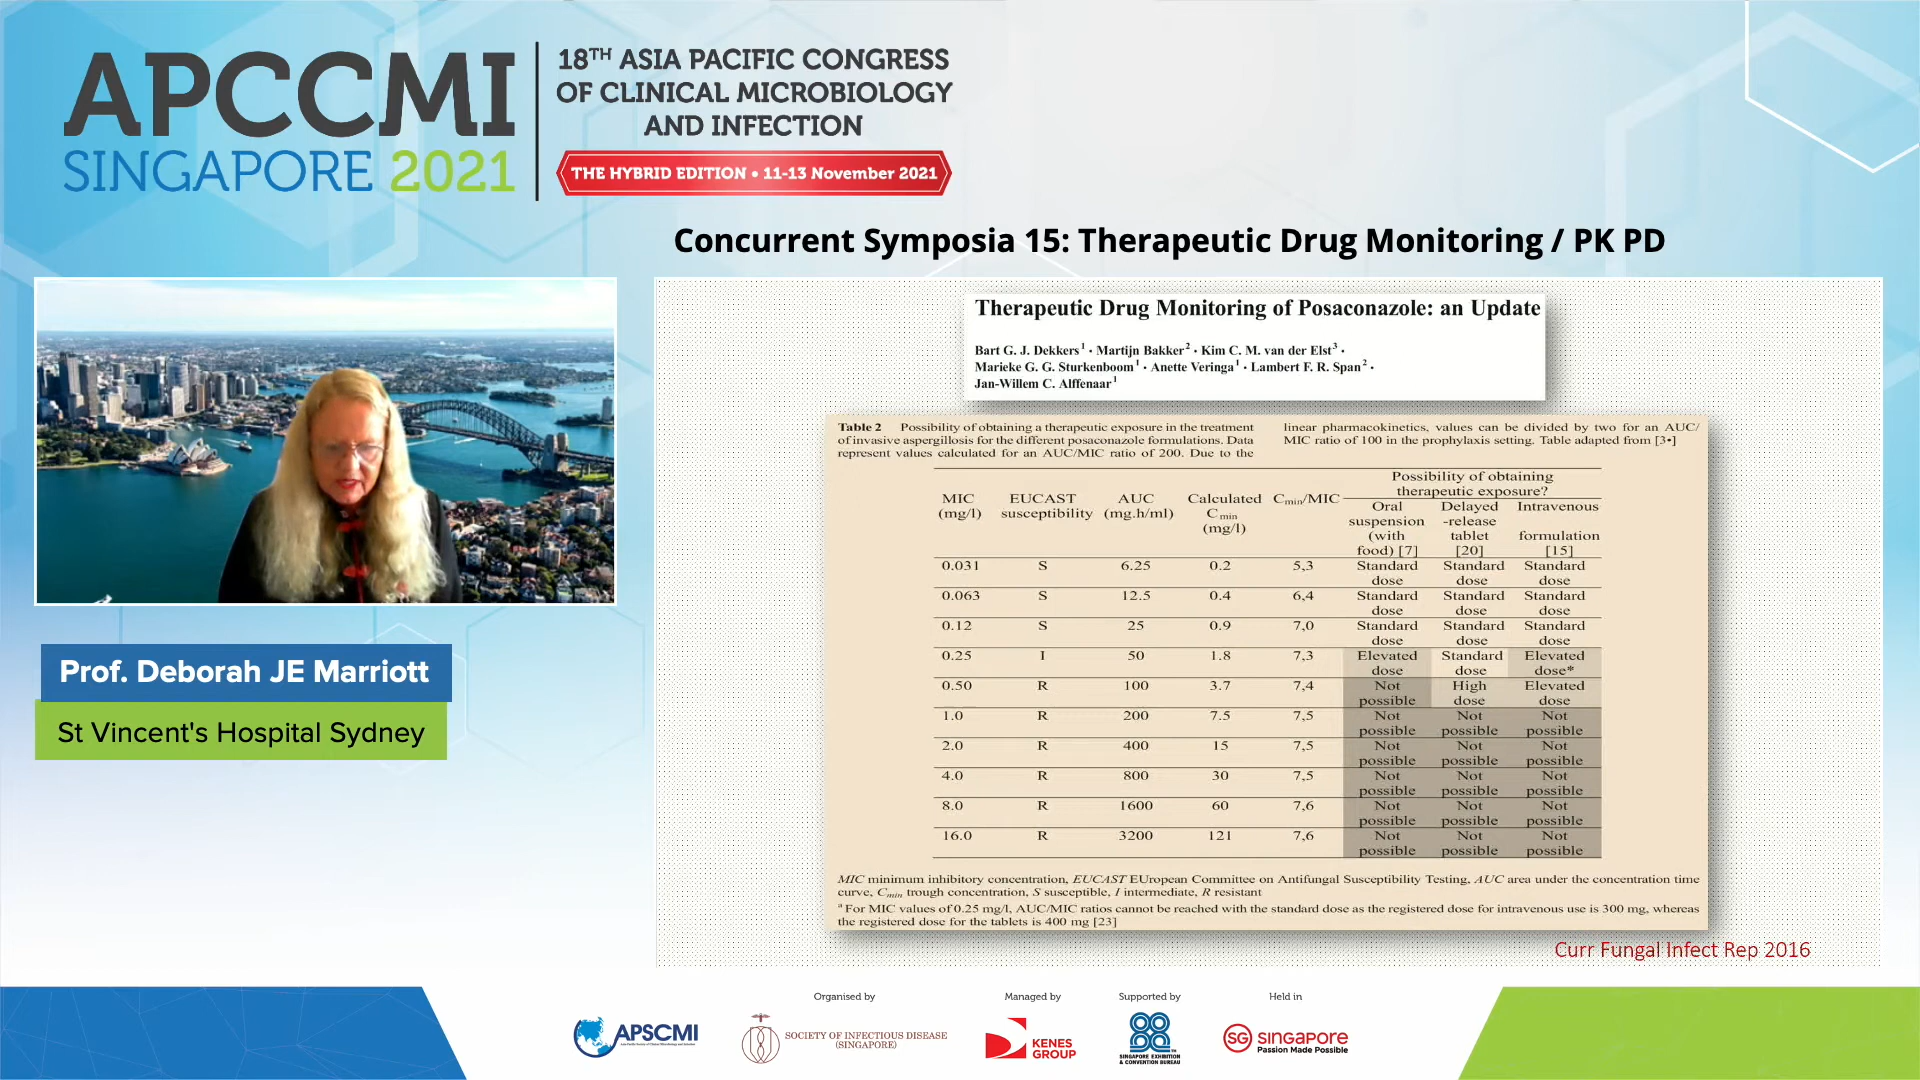 APCCMI
SINGAPORE 2021
18TH ASIA PACIFIC CONGRESS
OF CLINICAL MICROBIOLOGY
AND INFECTION
THE HYBRID EDITION • 11-13 November 2021
Concurrent Symposia 15: Therapeutic Drug Monitoring / PK PD
Prof. Deborah JE Marriott
St Vincent's Hospital Sydney
Therapeutic Drug Monitoring of Posaconazole: an Update
Bart G. J. Dekkers1 · Martijn Bakker2 · Kim C. M. van der Elst3 ·
Marieke G. G. Sturkenboom1 · Anette Veringa1 · Lambert F. R. Span2 ·
Jan-Willem C. Alffenaar1
Table 2 Possibility of obtaining a therapeutic exposure in the treatment
of invasive aspergillosis for the different posaconazole formulations. Data
represent values calculated for an AUC/MIC ratio of 200. Due to the
linear pharmacokinetics, values can be divided by two for an AUC/
MIC ratio of 100 in the prophylaxis setting. Table adapted from [3•]
MIC (mg/l) EUCAST susceptibility AUC (mg.h/ml) Calculated Cmin (mg/l) Cmin/MIC Possibility of obtaining therapeutic exposure?
Oral suspension (with food) [7] Delayed -release tablet [20] Intravenous formulation [15]
0.031 S 6.25 0.2 5,3 Standard dose Standard dose Standard dose
0.063 S 12.5 0.4 6,4 Standard dose Standard dose Standard dose
0.12 S 25 0.9 7,0 Standard dose Standard dose Standard dose
0.25 I 50 1.8 7,3 Elevated dose Standard dose Elevated dose*
0.50 R 100 3.7 7,4 Not possible High dose Elevated dose
1.0 R 200 7.5 7,5 Not possible Not possible Not possible
2.0 R 400 15 7,5 Not possible Not possible Not possible
4.0 R 800 30 7,5 Not possible Not possible Not possible
8.0 R 1600 60 7,6 Not possible Not possible Not possible
16.0 R 3200 121 7,6 Not possible Not possible Not possible
MIC minimum inhibitory concentration, EUCAST EUropean Committee on Antifungal Susceptibility Testing, AUC area under the concentration time
curve, Cmin trough concentration, S susceptible, I intermediate, R resistant
a For MIC values of 0.25 mg/l, AUC/MIC ratios cannot be reached with the standard dose as the registered dose for intravenous use is 300 mg, whereas
the registered dose for the tablets is 400 mg [23]
Curr Fungal Infect Rep 2016
Organised by
APSCMI
SOCIETY OF INFECTIOUS DISEASE
(SINGAPORE)
Managed by
KENES
GROUP
Supported by
SINGAPORE EXHIBITION
& CONVENTION BUREAU
Held in
SG SINGAPORE
Passion Made Possible